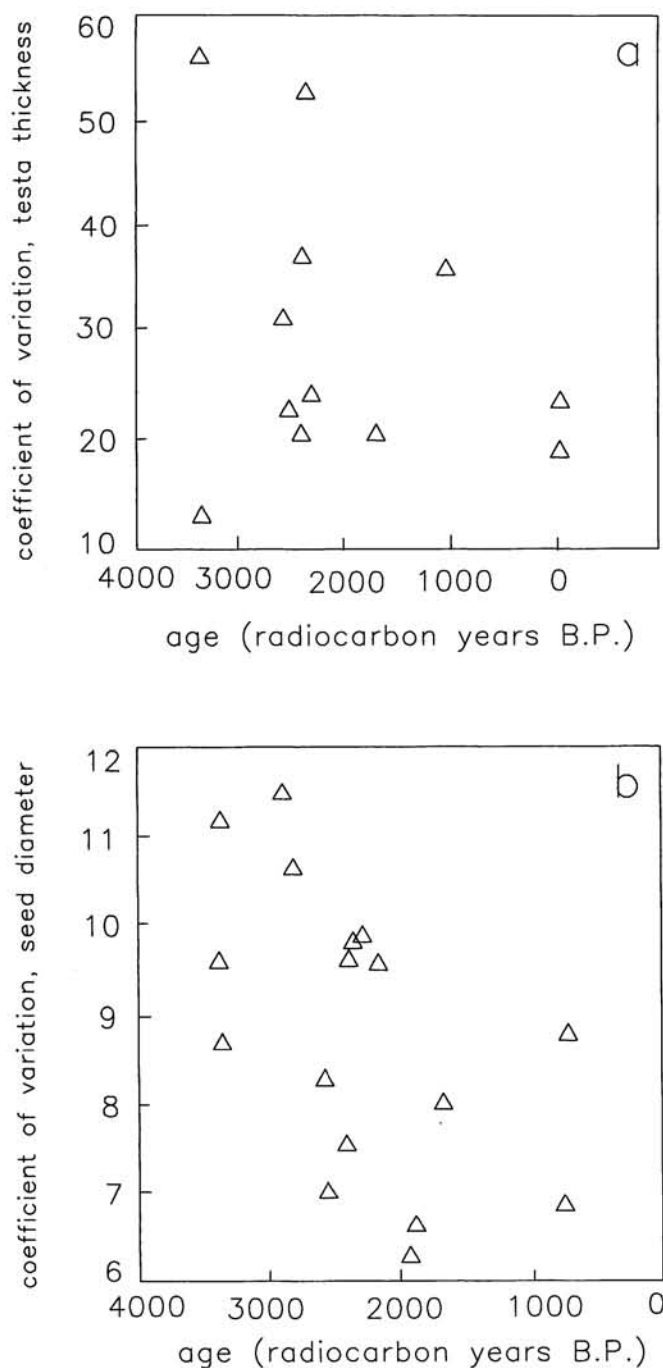 a
coefficient of variation, testa thickness
60
50
40
30
20
10
4000 3000 2000 1000 0
age (radiocarbon years B.P.)
b
coefficient of variation, seed diameter
12
11
10
9
8
7
6
4000 3000 2000 1000 0
age (radiocarbon years B.P.)